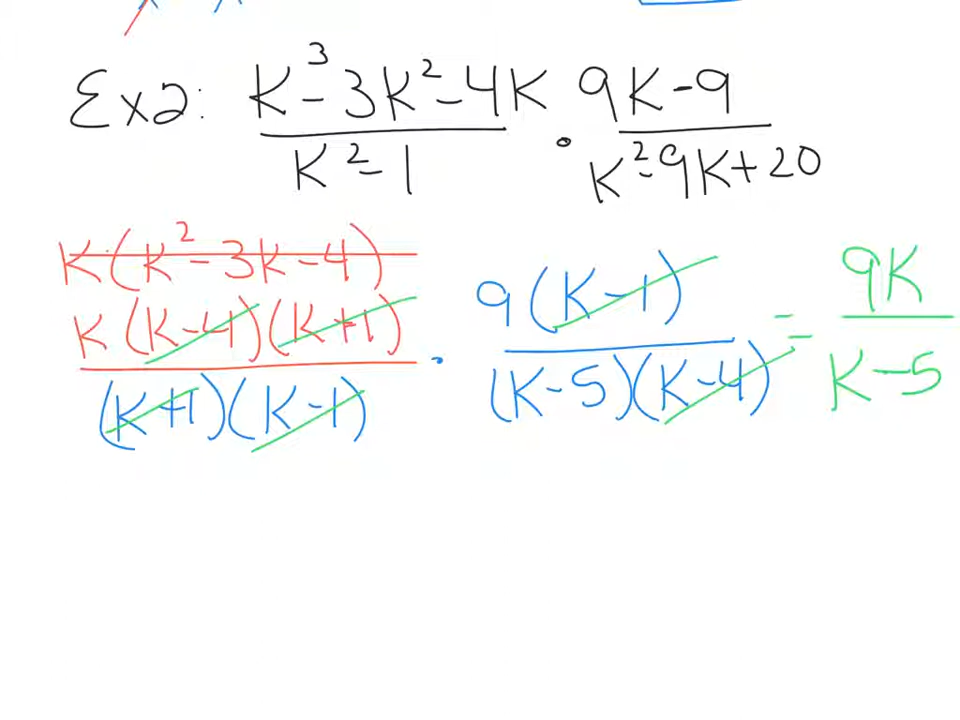 Ex2: K³-3K²-4K / K²-1 · 9K-9 / K²-9K+20
K(K²-3K-4)
K(K-4)(K+1) / (K+1)(K-1) · 9(K-1) / (K-5)(K-4) = 9K / K-5